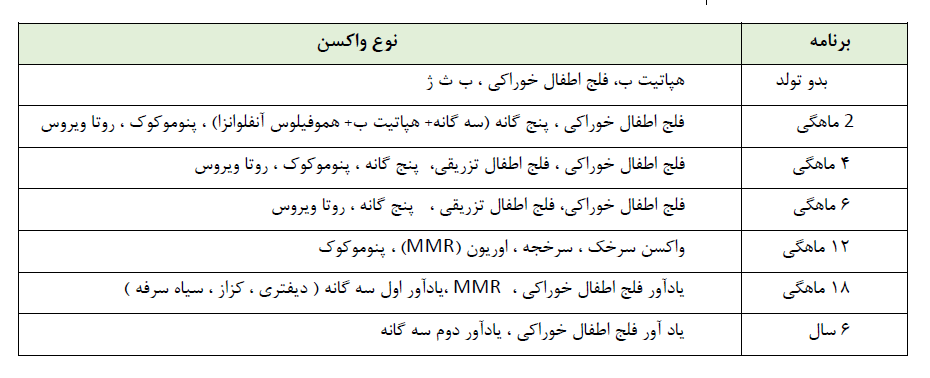 برنامه	نوع واکسن
بدو تولد	هپاتیت ب، فلج اطفال خوراکی ، ب ث ژ
2 ماهگی	فلج اطفال خوراکی ، پنج گانه (سه گانه+ هپاتیت ب+ هموفیلوس آنفلوانزا) ، پنوموکوک ، روتا ویروس
۴ ماهگی	فلج اطفال خوراکی ، فلج اطفال تزریقی، پنج گانه ، پنوموکوک ، روتا ویروس
۶ ماهگی	فلج اطفال خوراکی، فلج اطفال تزریقی ، پنج گانه ، روتا ویروس
۱۲ ماهگی	واکسن سرخک ، سرخجه ، اوریون (MMR) ، پنوموکوک
۱۸ ماهگی	یادآور فلج اطفال خوراکی ، MMR ،یادآور اول سه گانه ( دیفتری ، کزاز ، سیاه سرفه )
۶ سال	یاد آور فلج اطفال خوراکی ، یادآور دوم سه گانه